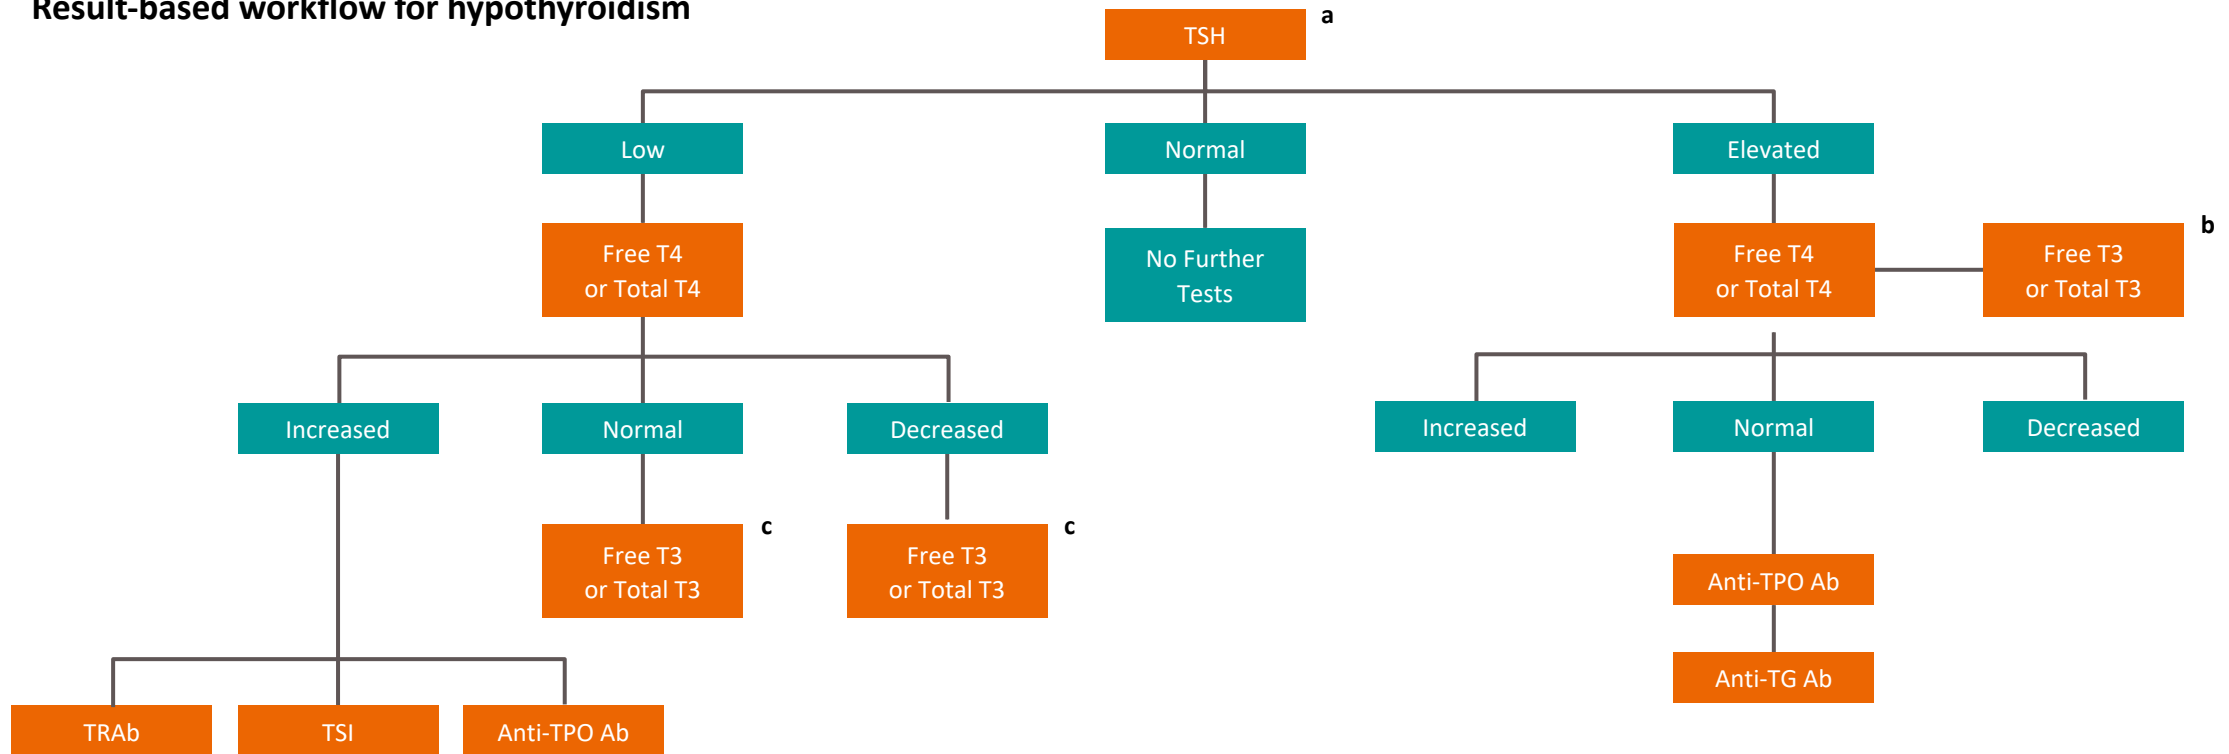 Result-based workflow for hypothyroidism
TSH
a
Low
Normal
Elevated
Free T4
or Total T4
No Further
Tests
Free T4
or Total T4
Free T3
or Total T3
b
Increased
Normal
Decreased
Increased
Normal
Decreased
Free T3
or Total T3
c
Free T3
or Total T3
c
Anti-TPO Ab
Anti-TG Ab
TRAb
TSI
Anti-TPO Ab